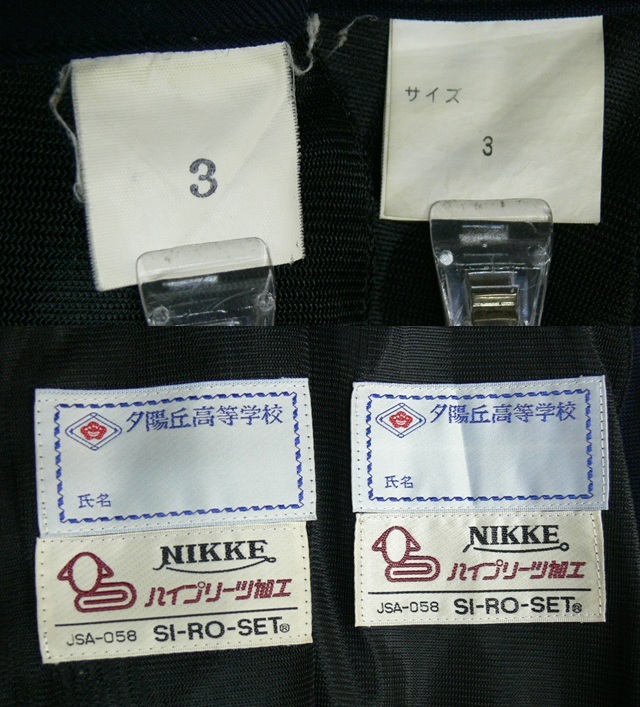 3
サイズ
3
夕陽丘高等学校
氏名
NIKKE
ハイプリーツ加工
JSA-058 SI-RO-SET®
夕陽丘高等学校
氏名
NIKKE
ハイプリーツ加工
JSA-058 SI-RO-SET®